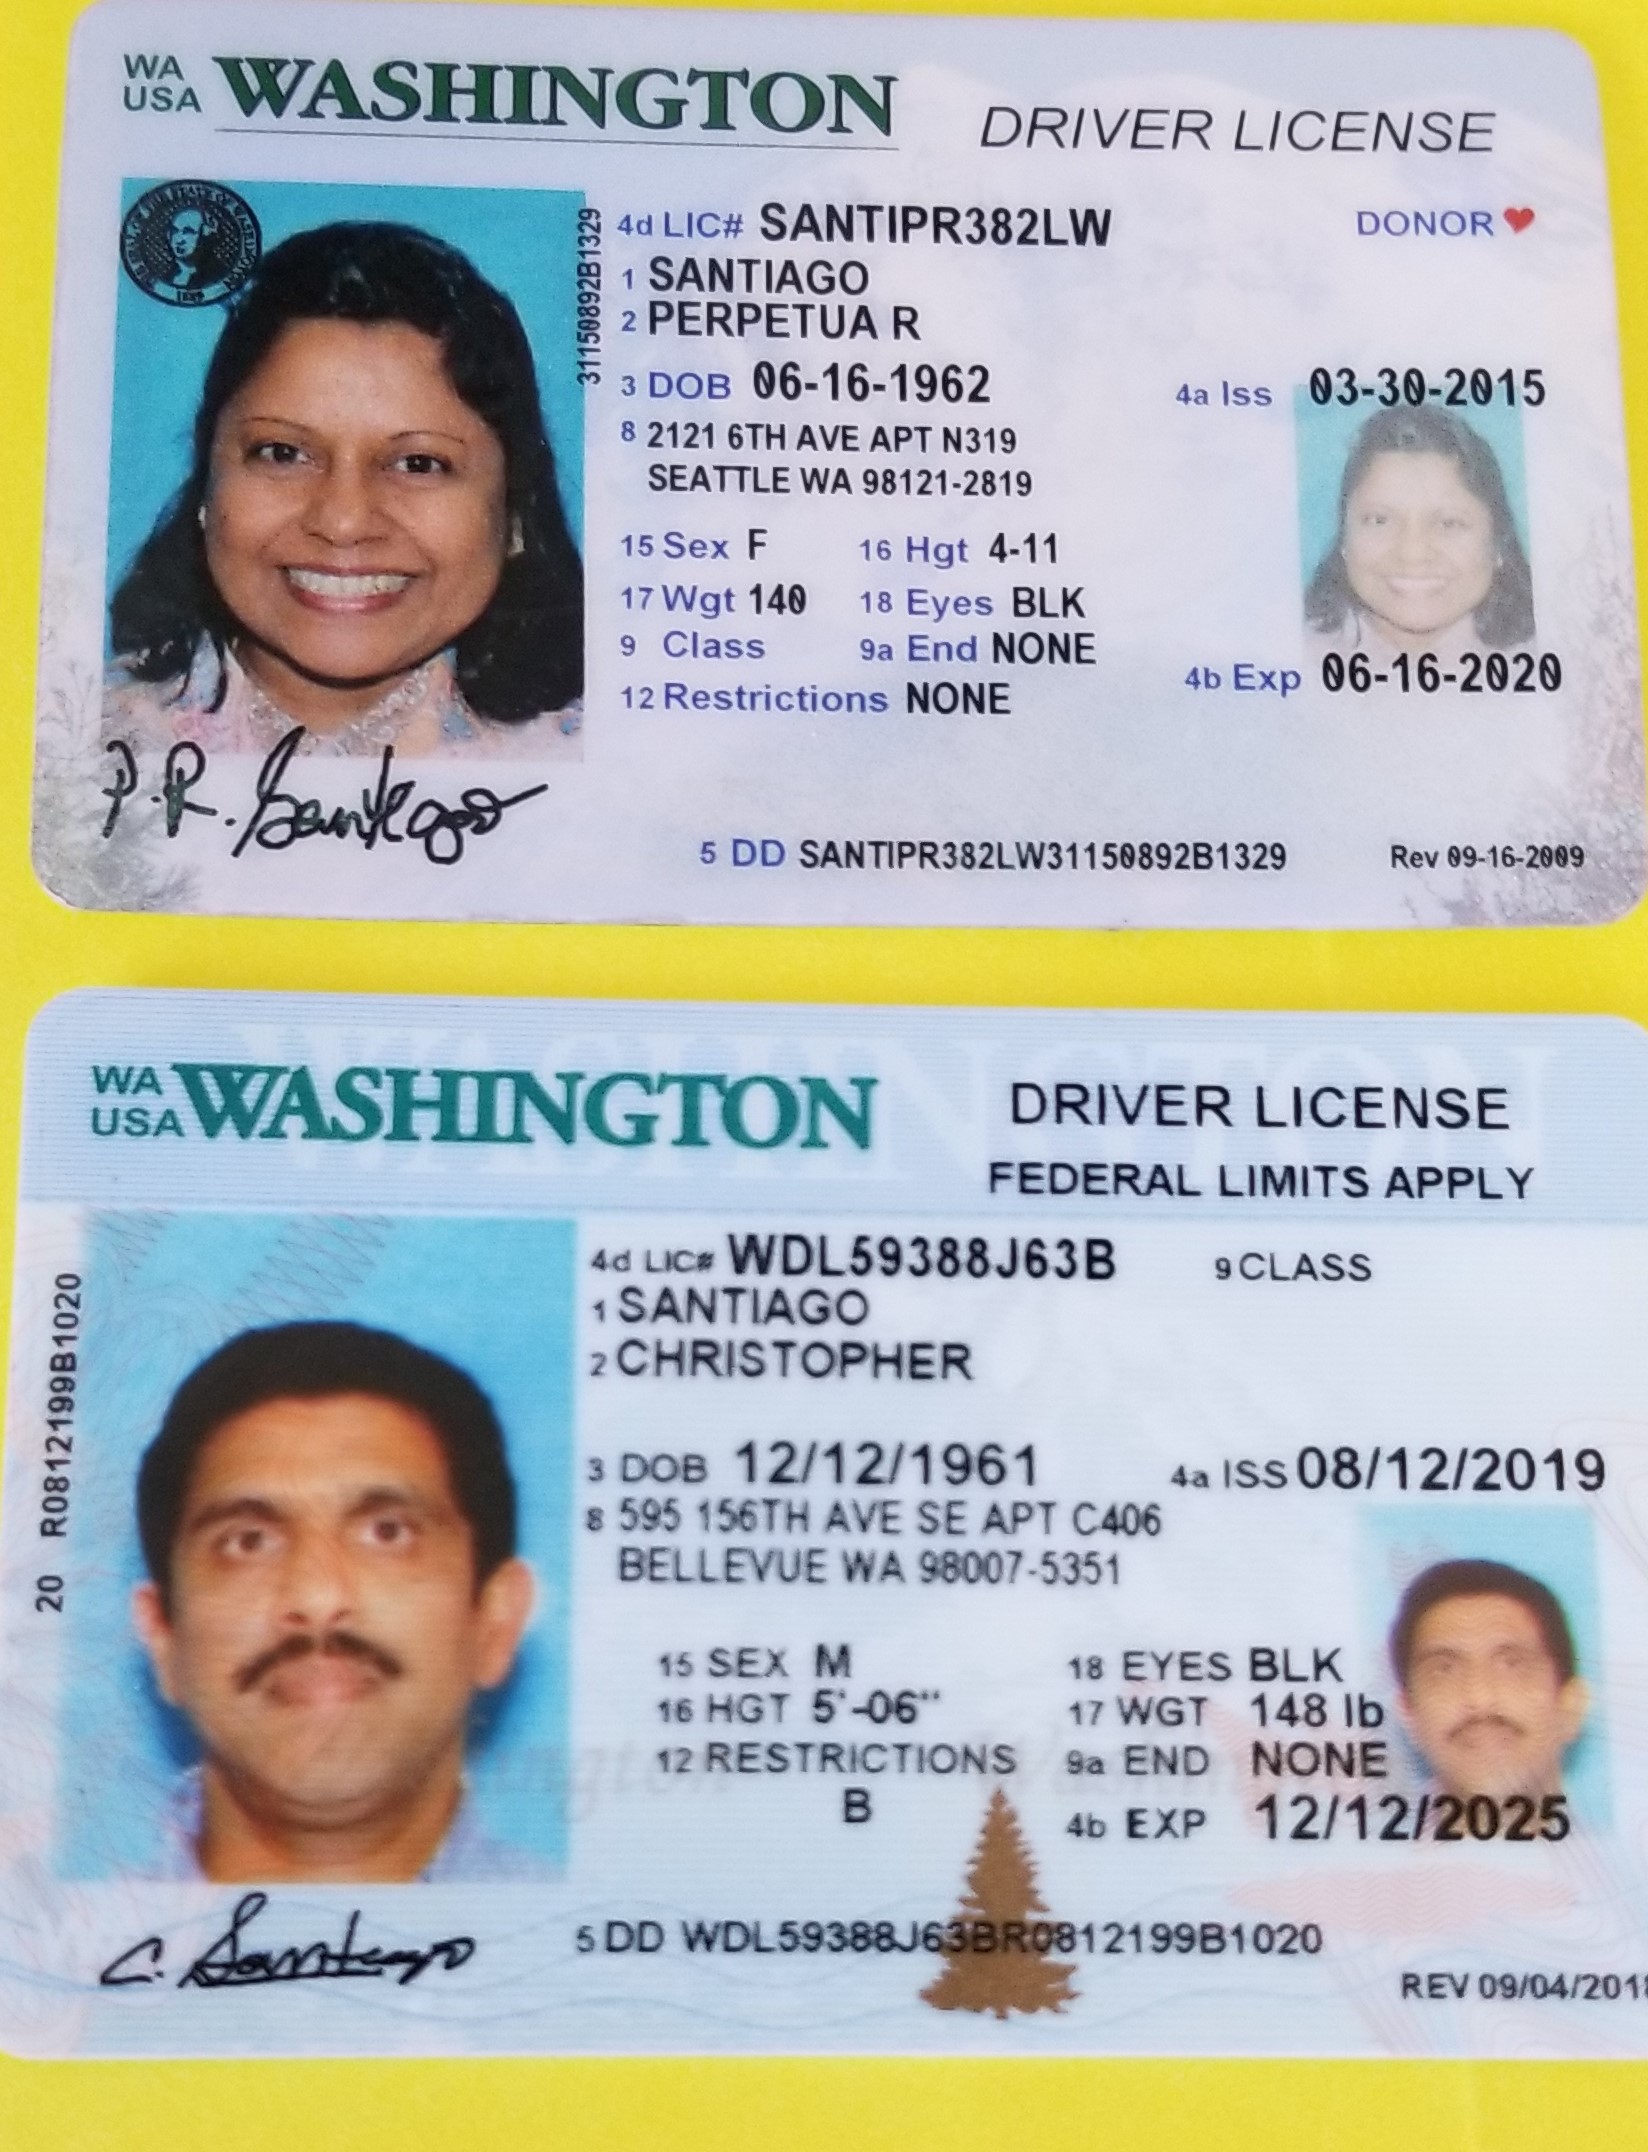 WA USA WASHINGTON DRIVER LICENSE
4d LIC# SANTIPR382LW DONOR
1 SANTIAGO
2 PERPETUA R
3 DOB 06-16-1962 4a Iss 03-30-2015
8 2121 6TH AVE APT N319
SEATTLE WA 98121-2819
15 Sex F 16 Hgt 4-11
17 Wgt 140 18 Eyes BLK
9 Class 9a End NONE
12 Restrictions NONE 4b Exp 06-16-2020
31150892B1329
P.R. Santiago
5 DD SANTIPR382LW31150892B1329 Rev 09-16-2009
WA USA WASHINGTON DRIVER LICENSE
FEDERAL LIMITS APPLY
4d LIC# WDL59388J63B 9 CLASS
1 SANTIAGO
2 CHRISTOPHER
3 DOB 12/12/1961 4a ISS 08/12/2019
8 595 156TH AVE SE APT C406
BELLEVUE WA 98007-5351
15 SEX M 18 EYES BLK
16 HGT 5'-06" 17 WGT 148 lb
12 RESTRICTIONS 9a END NONE
B 4b EXP 12/12/2025
20 R0812199B1020
C. Santiago
5 DD WDL59388J63BR0812199B1020
REV 09/04/201